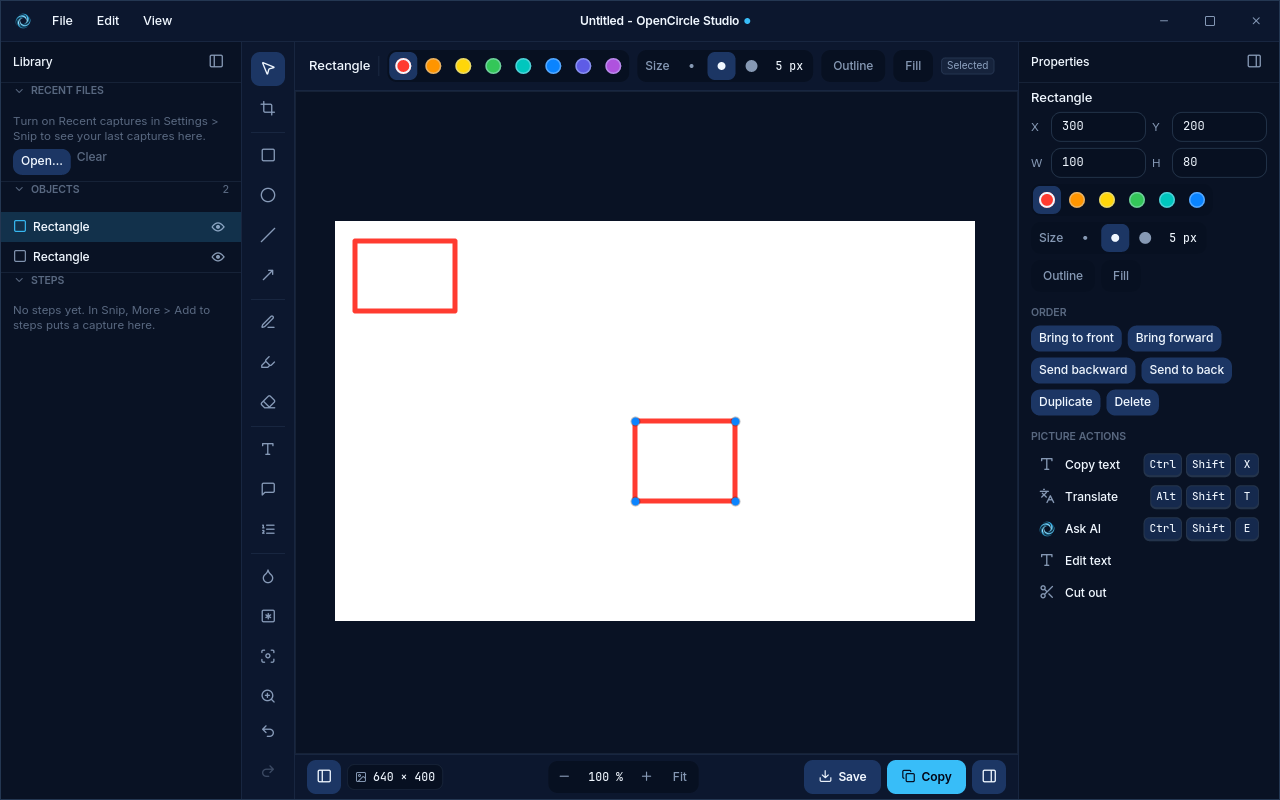 File Edit View
Untitled - OpenCircle Studio
Library
RECENT FILES
Turn on Recent captures in Settings >
Snip to see your last captures here.
Open... Clear
OBJECTS 2
Rectangle
Rectangle
STEPS
No steps yet. In Snip, More > Add to
steps puts a capture here.
Rectangle Size 5 px Outline Fill Selected
640 × 400 100 % Fit Save Copy
Properties
Rectangle
X 300 Y 200
W 100 H 80
Size 5 px
Outline Fill
ORDER
Bring to front Bring forward
Send backward Send to back
Duplicate Delete
PICTURE ACTIONS
Copy text Ctrl Shift X
Translate Alt Shift T
Ask AI Ctrl Shift E
Edit text
Cut out